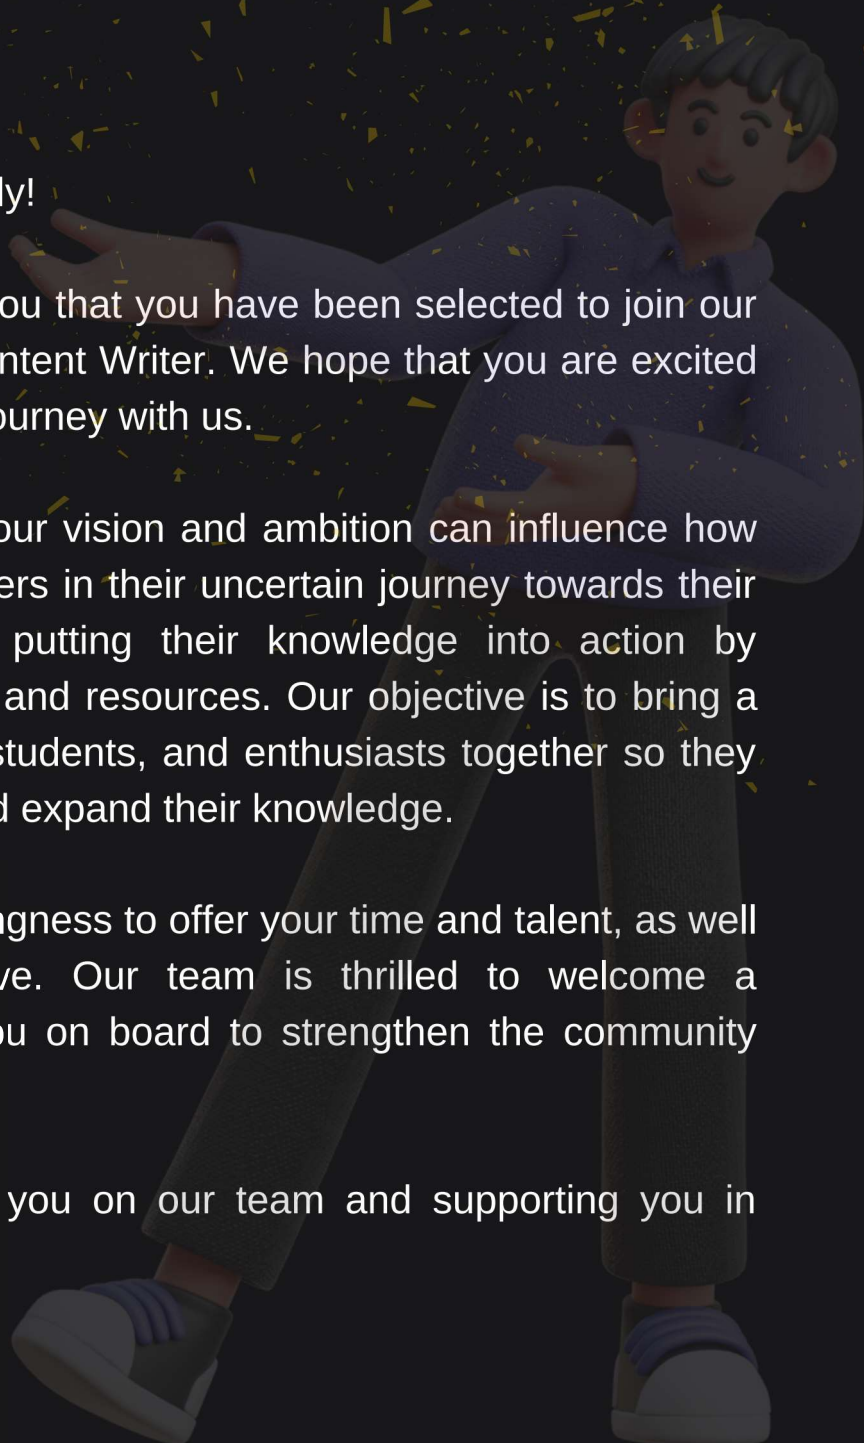 ly!
ou that you have been selected to join our
ntent Writer. We hope that you are excited
ourney with us.
our vision and ambition can influence how
ers in their uncertain journey towards their
putting their knowledge into action by
and resources. Our objective is to bring a
students, and enthusiasts together so they
d expand their knowledge.
ngness to offer your time and talent, as well
ve. Our team is thrilled to welcome a
ou on board to strengthen the community
you on our team and supporting you in